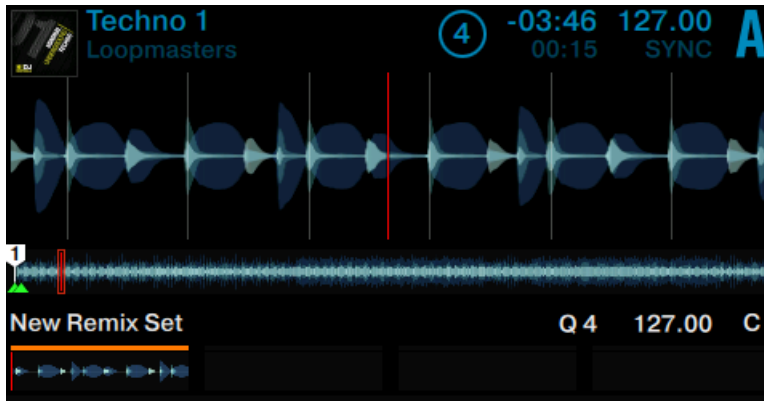 Techno 1 4 -03:46 127.00 A
Loopmasters 00:15 SYNC
1
New Remix Set Q 4 127.00 C